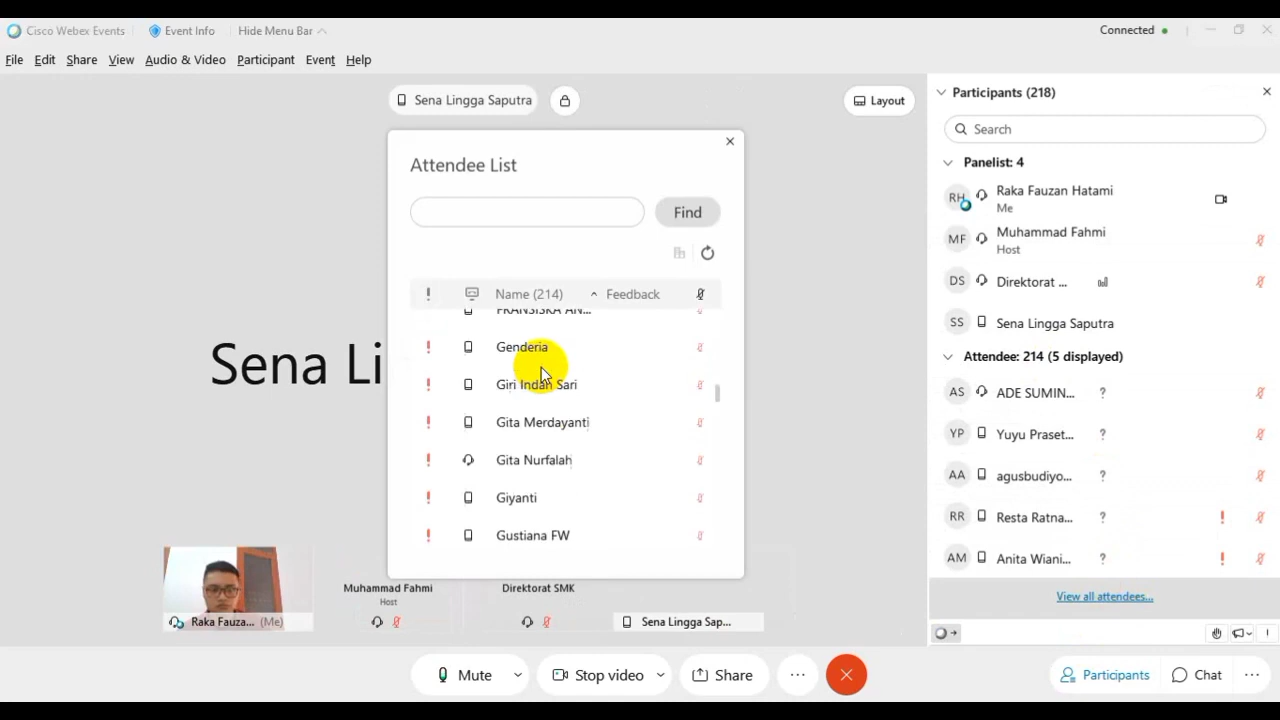 Cisco Webex Events Event Info Hide Menu Bar Connected
File Edit Share View Audio & Video Participant Event Help
Sena Lingga Saputra
Layout
Sena Li
Attendee List
Find
Name (214) Feedback
FRANSISKA AN...
Genderia
Giri Indah Sari
Gita Merdayanti
Gita Nurfalah
Giyanti
Gustiana FW
Raka Fauza... (Me)
Muhammad Fahmi
Host
Direktorat SMK
Sena Lingga Sap...
Participants (218)
Search
Panelist: 4
RH Raka Fauzan Hatami
Me
MF Muhammad Fahmi
Host
DS Direktorat ...
SS Sena Lingga Saputra
Attendee: 214 (5 displayed)
AS ADE SUMIN... ?
YP Yuyu Praset... ?
AA agusbudiyo... ?
RR Resta Ratna... ?
AM Anita Wiani... ?
View all attendees...
Mute Stop video Share Participants Chat